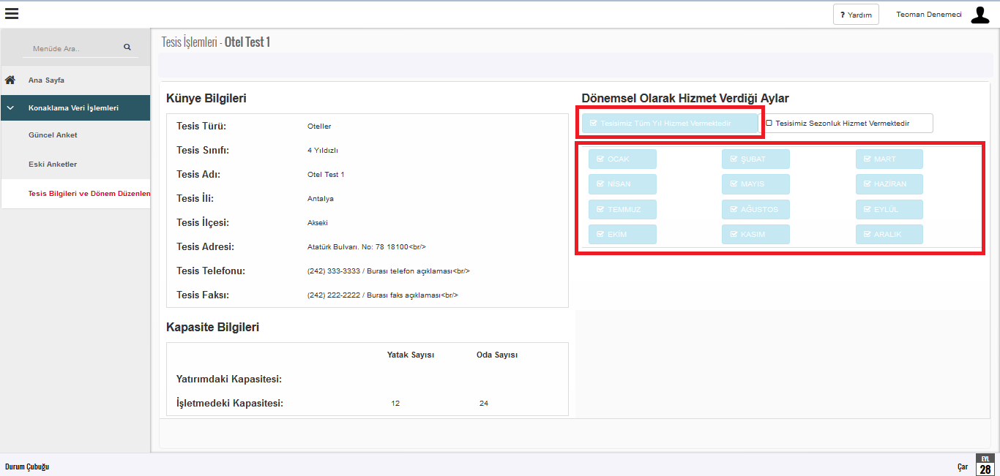 ? Yardım
Teoman Denemeci
Menüde Ara..
Ana Sayfa
Konaklama Veri İşlemleri
Güncel Anket
Eski Anketler
Tesis Bilgileri ve Dönem Düzenlen
Tesis İşlemleri - Otel Test 1
Künye Bilgileri
Tesis Türü: Oteller
Tesis Sınıfı: 4 Yıldızlı
Tesis Adı: Otel Test 1
Tesis İli: Antalya
Tesis İlçesi: Akseki
Tesis Adresi: Atatürk Bulvarı. No: 78 18100<br/>
Tesis Telefonu: (242) 333-3333 / Burası telefon açıklaması<br/>
Tesis Faksı: (242) 222-2222 / Burası faks açıklaması<br/>
Kapasite Bilgileri
Yatak Sayısı Oda Sayısı
Yatırımdaki Kapasitesi:
İşletmedeki Kapasitesi: 12 24
Dönemsel Olarak Hizmet Verdiği Aylar
Tesisimiz Tüm Yıl Hizmet Vermektedir Tesisimiz Sezonluk Hizmet Vermektedir
OCAK ŞUBAT MART
NİSAN MAYIS HAZIRAN
TEMMUZ AĞUSTOS EYLÜL
EKİM KASIM ARALIK
Durum Çubuğu
Çar
EYL
28